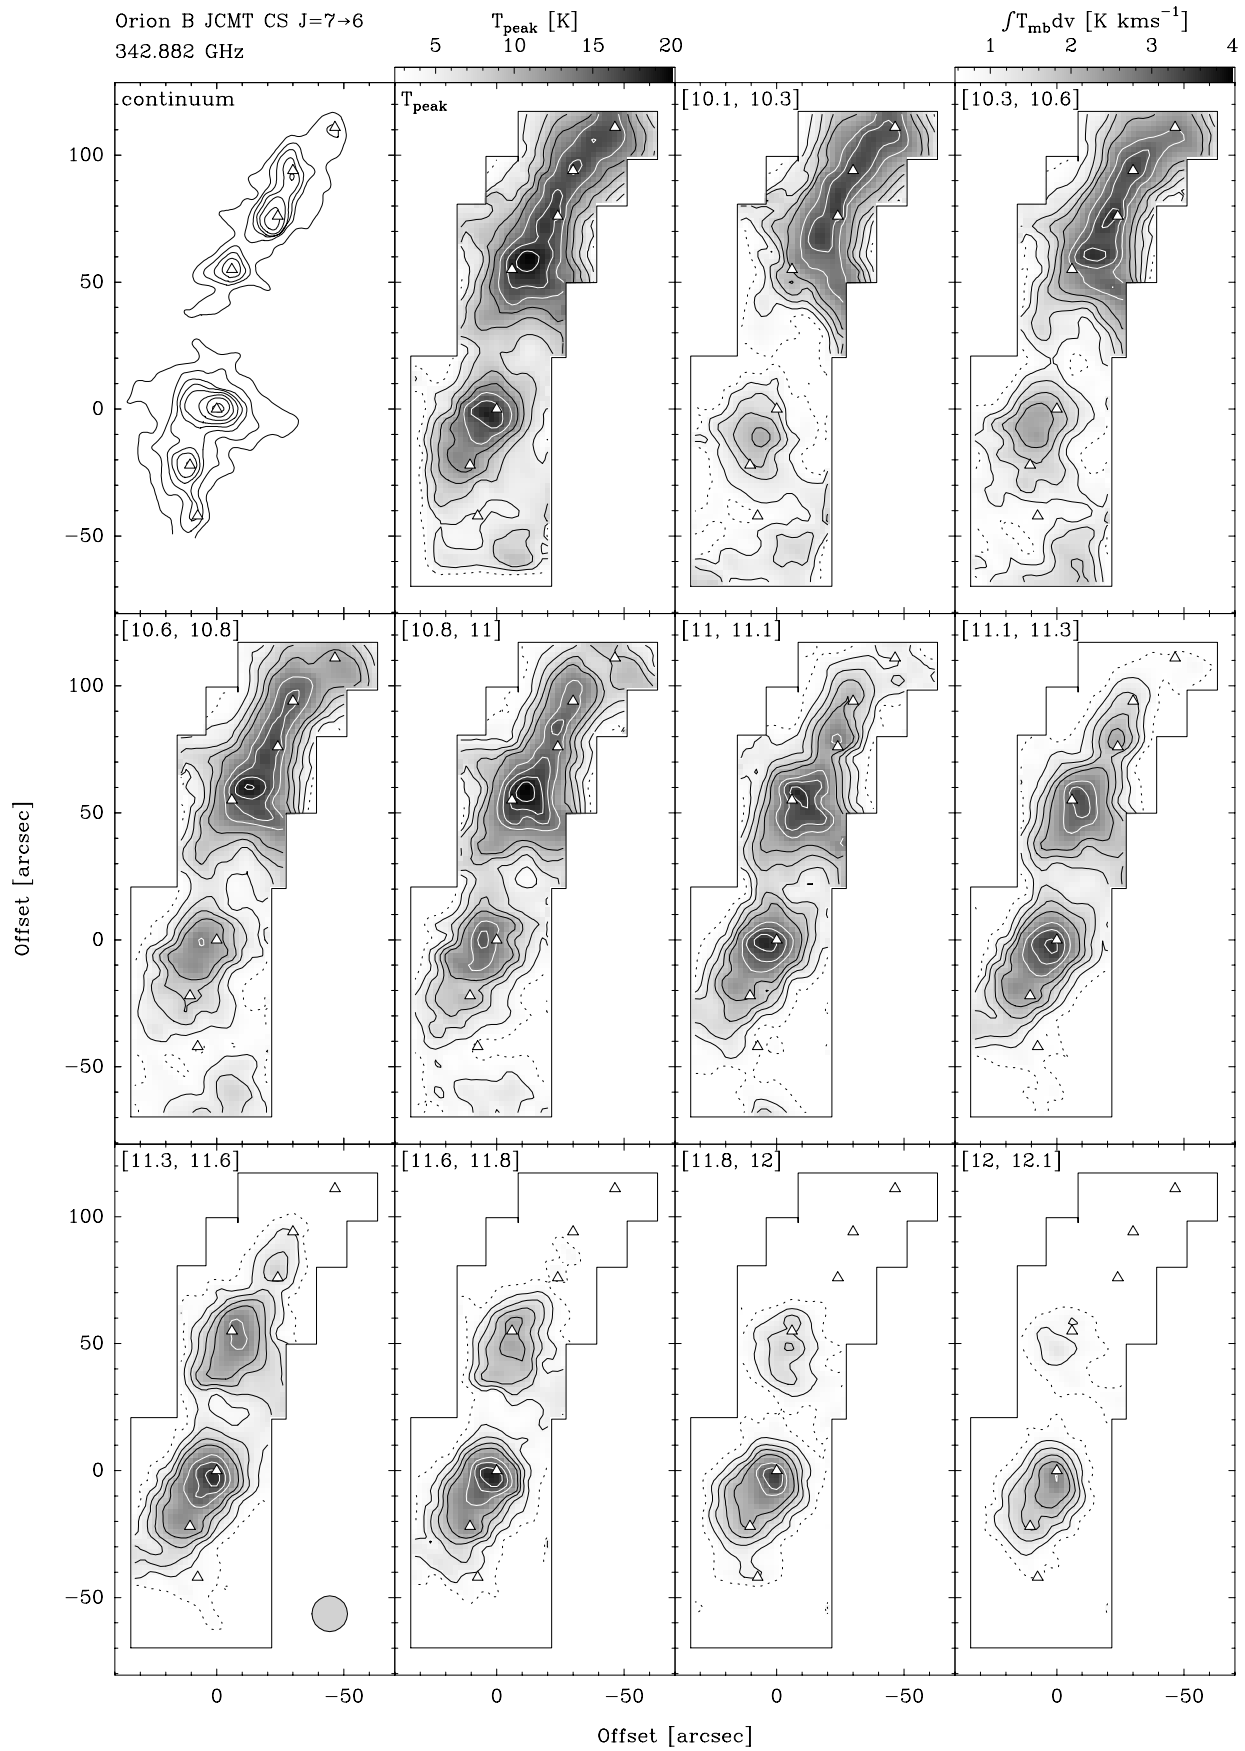 Orion B JCMT CS J=7→6
342.882 GHz
T_peak [K]
5 10 15 20
∫T_mb dv [K kms⁻¹]
1 2 3 4
continuum
T_peak
[10.1, 10.3]
[10.3, 10.6]
100
50
0
−50
[10.6, 10.8]
[10.8, 11]
[11, 11.1]
[11.1, 11.3]
100
50
0
−50
Offset [arcsec]
[11.3, 11.6]
[11.6, 11.8]
[11.8, 12]
[12, 12.1]
100
50
0
−50
0 −50 0 −50 0 −50 0 −50
Offset [arcsec]